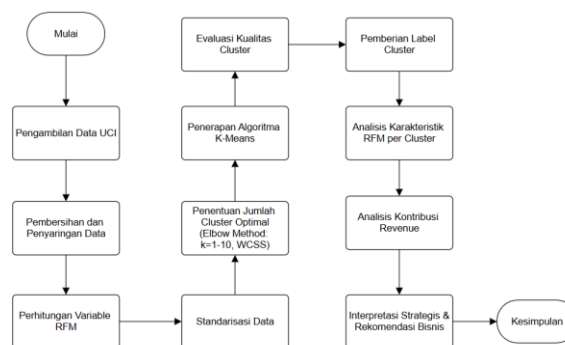 Mulai
Pengambilan Data UCI
Pembersihan dan
Penyaringan Data
Perhitungan Variable
RFM
Standarisasi Data
Penentuan Jumlah
Cluster Optimal
(Elbow Method:
k=1-10, WCSS)
Penerapan Algoritma
K-Means
Evaluasi Kualitas
Cluster
Pemberian Label
Cluster
Analisis Karakteristik
RFM per Cluster
Analisis Kontribusi
Revenue
Interpretasi Strategis &
Rekomendasi Bisnis
Kesimpulan